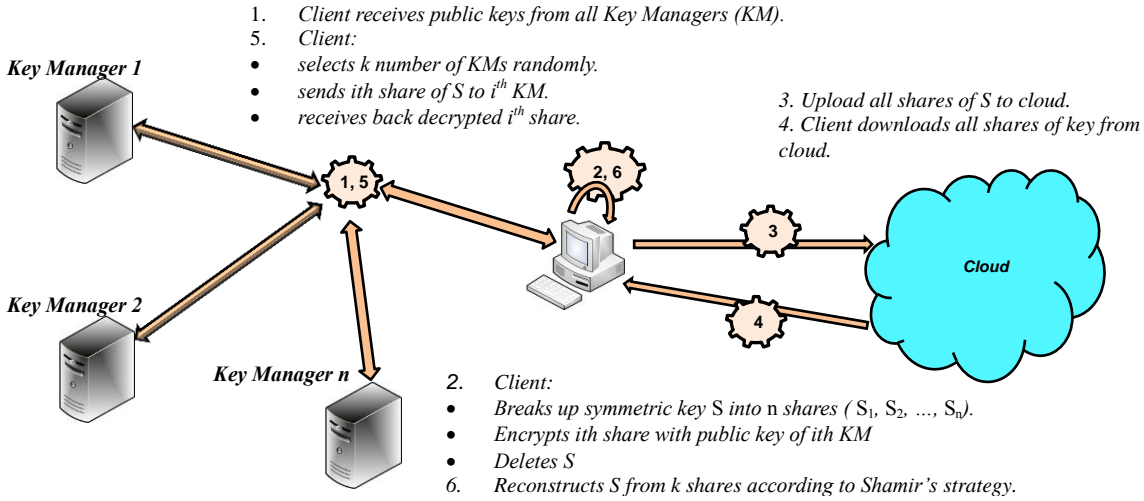 1. Client receives public keys from all Key Managers (KM).
5. Client:
• selects k number of KMs randomly.
• sends ith share of S to i^th KM.
• receives back decrypted i^th share.
Key Manager 1
3. Upload all shares of S to cloud.
4. Client downloads all shares of key from
cloud.
1, 5
2, 6
3
Cloud
4
Key Manager 2
Key Manager n
2. Client:
• Breaks up symmetric key S into n shares ( S₁, S₂, …, Sₙ).
• Encrypts ith share with public key of ith KM
• Deletes S
6. Reconstructs S from k shares according to Shamir’s strategy.